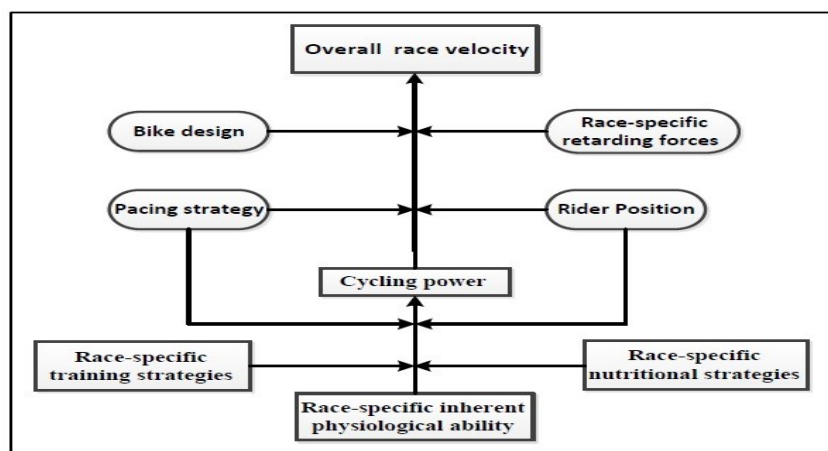 Overall race velocity
Bike design
Race-specific
retarding forces
Pacing strategy
Rider Position
Cycling power
Race-specific
training strategies
Race-specific
nutritional strategies
Race-specific inherent
physiological ability